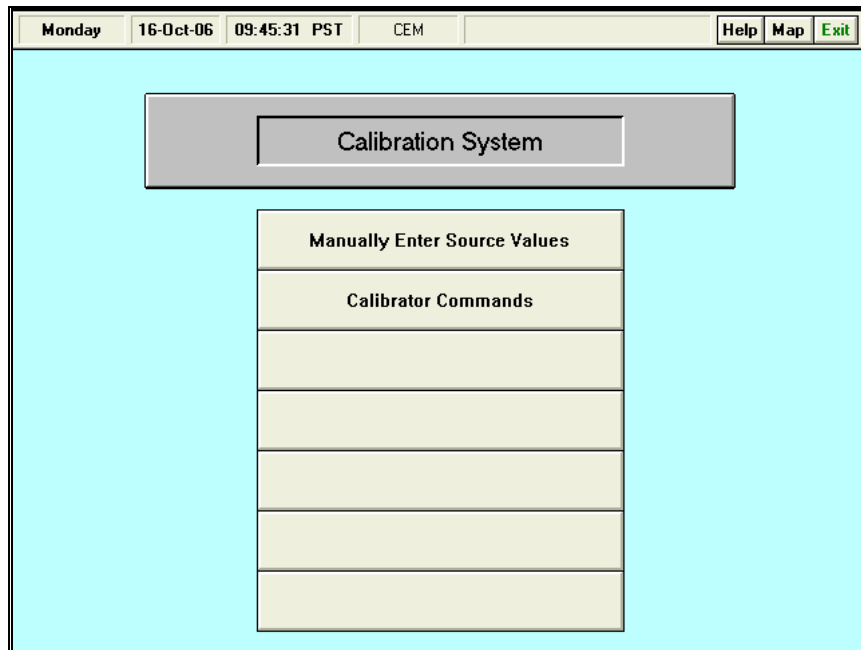 Monday 16-Oct-06 09:45:31 PST CEM Help Map Exit
Calibration System
Manually Enter Source Values
Calibrator Commands